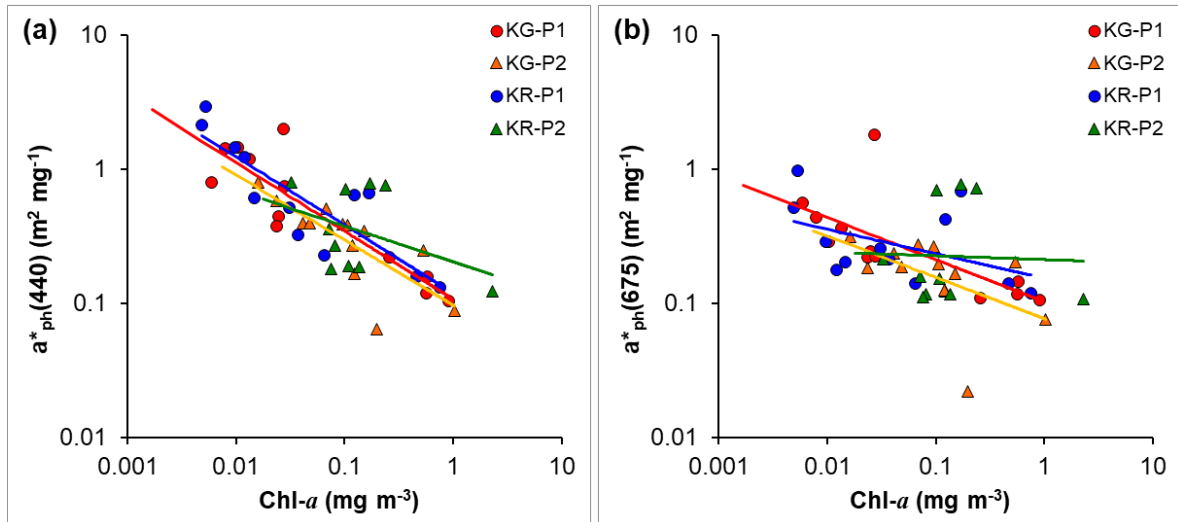 (a)
KG-P1
KG-P2
KR-P1
KR-P2
10
1
0.1
0.01
0.001
0.01
0.1
1
10
a*ph(440) (m² mg⁻¹)
Chl-a (mg m⁻³)
(b)
KG-P1
KG-P2
KR-P1
KR-P2
10
1
0.1
0.01
0.001
0.01
0.1
1
10
a*ph(675) (m² mg⁻¹)
Chl-a (mg m⁻³)